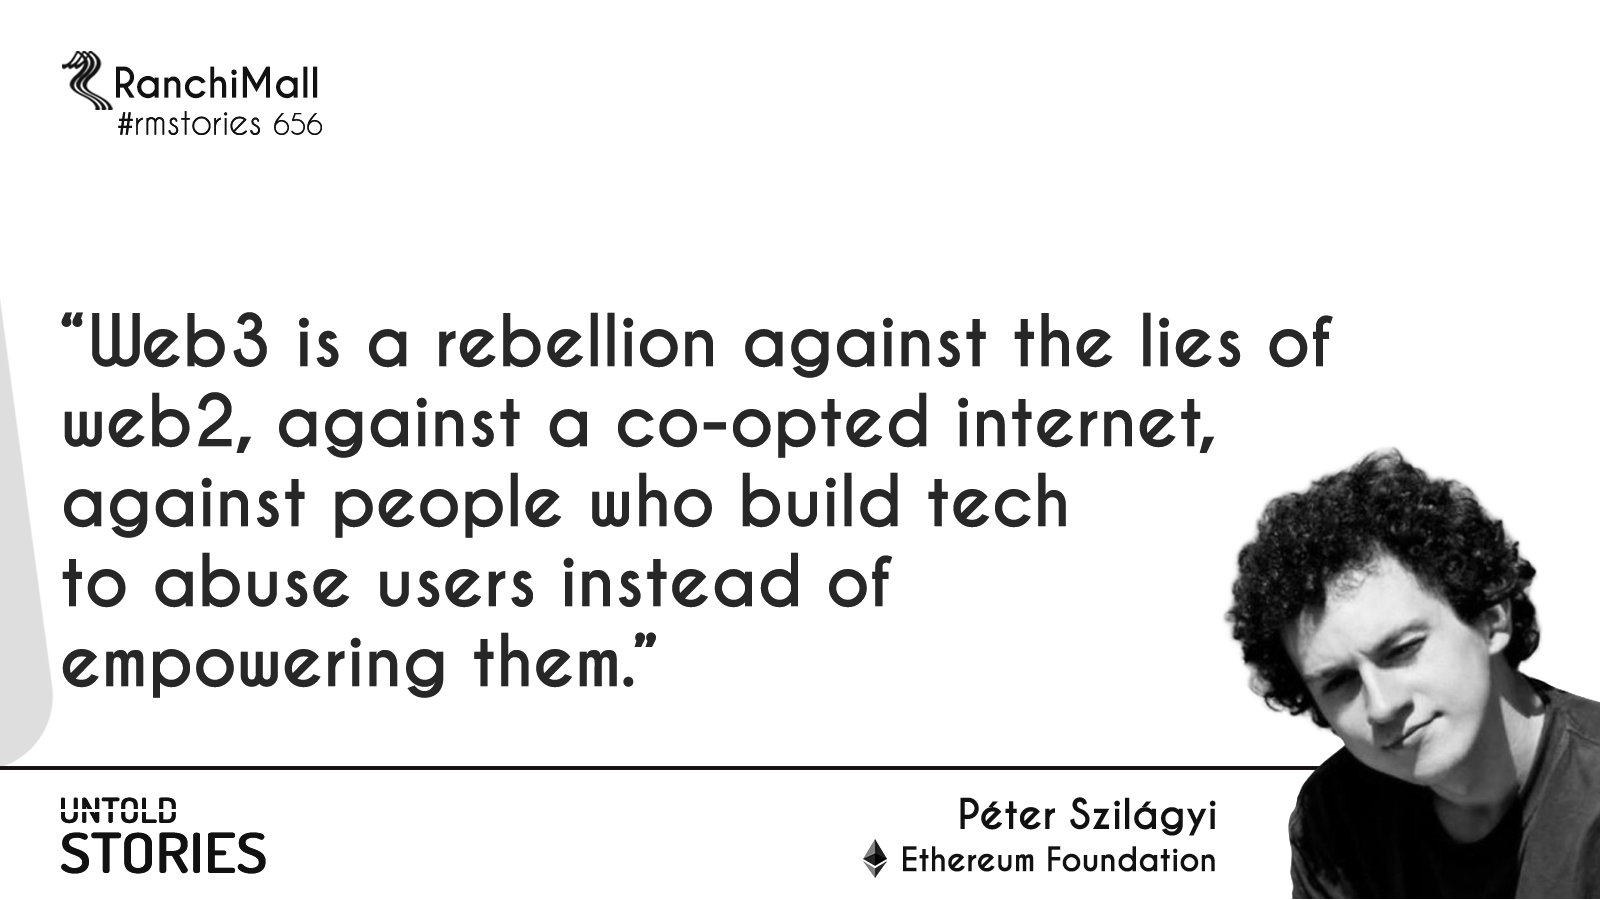 RanchiMall
#rmstories 656
“Web3 is a rebellion against the lies of
web2, against a co-opted internet,
against people who build tech
to abuse users instead of
empowering them.”
UNTOLD
STORIES
Péter Szilágyi
Ethereum Foundation